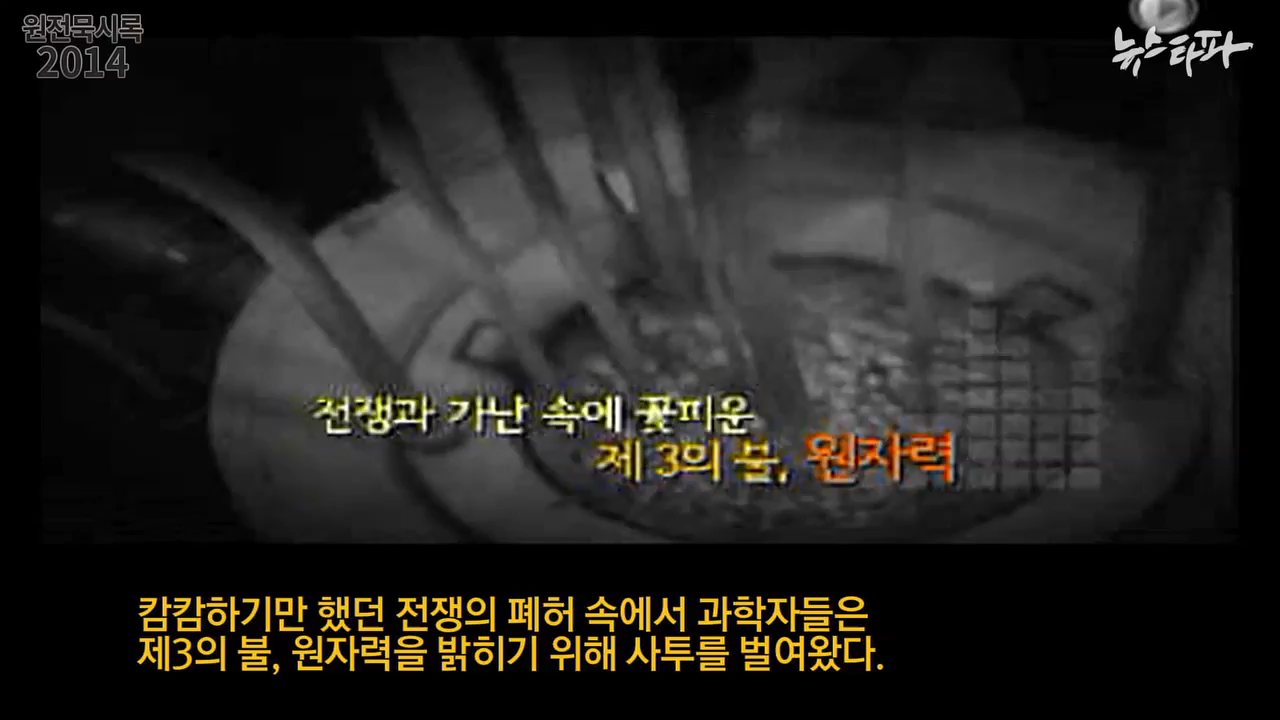 원전묵시록
2014
뉴스타파
전쟁과 가난 속에 꽃피운
제 3의 불, 원자력
캄캄하기만 했던 전쟁의 폐허 속에서 과학자들은
제3의 불, 원자력을 밝히기 위해 사투를 벌여왔다.